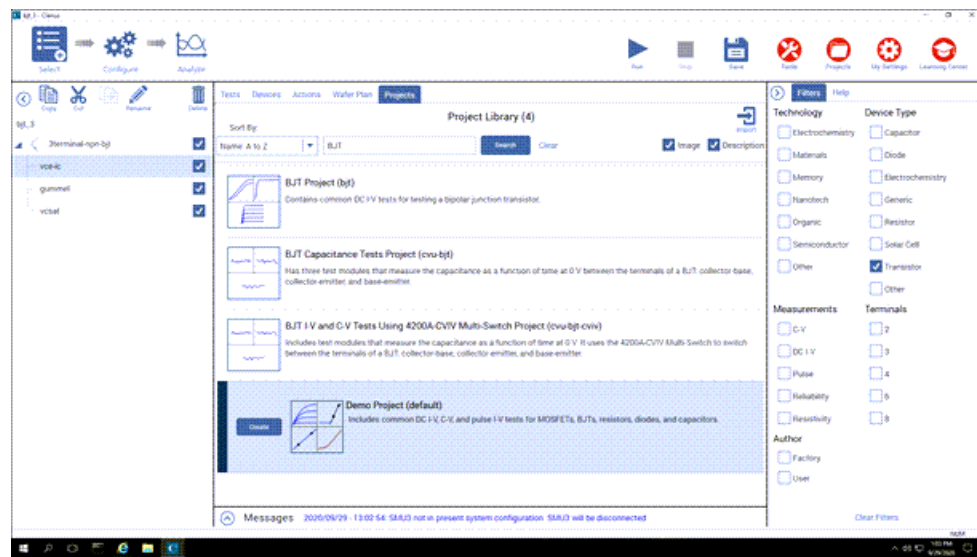 bjt_3 - Clarius
Select
Configure
Analyze
Run
Stop
Save
Tools
Projects
My Settings
Learning Center
Copy
Cut
Rename
Delete
bjt_3
3terminal-npn-bjt
vce-ic
gummel
vcsat
Tests Devices Actions Wafer Plan Projects
Project Library (4)
Import
Sort By:
Name: A to Z
BJT
Search
Clear
Image
Description
BJT Project (bjt)
Contains common DC I-V tests for testing a bipolar junction transistor.
BJT Capacitance Tests Project (cvu-bjt)
Has three test modules that measure the capacitance as a function of time at 0 V between the terminals of a BJT: collector-base,
collector-emitter, and base-emitter.
BJT I-V and C-V Tests Using 4200A-CVIV Multi-Switch Project (cvu-bjt-cviv)
Includes test modules that measure the capacitance as a function of time at 0 V. It uses the 4200A-CVIV Multi-Switch to switch
between the terminals of a BJT: collector-base, collector-emitter, and base-emitter.
Create
Demo Project (default)
Includes common DC I-V, C-V, and pulse I-V tests for MOSFETs, BJTs, resistors, diodes, and capacitors.
Messages 2020/09/29 - 13:02:54: SMU3 not in present system configuration. SMU3 will be disconnected
Filters Help
Technology
Electrochemistry
Materials
Memory
Nanotech
Organic
Semiconductor
Other
Device Type
Capacitor
Diode
Electrochemistry
Generic
Resistor
Solar Cell
Transistor
Other
Measurements
C-V
DC I-V
Pulse
Reliability
Resistivity
Terminals
2
3
4
6
8
Author
Factory
User
Clear Filters
NUM
1:03 PM
9/29/2020